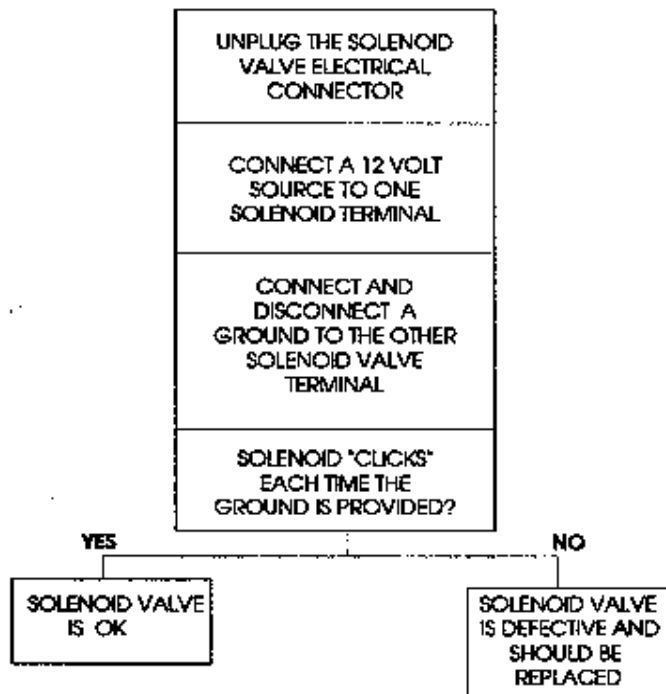 UNPLUG THE SOLENOID
VALVE ELECTRICAL
CONNECTOR
CONNECT A 12 VOLT
SOURCE TO ONE
SOLENOID TERMINAL
CONNECT AND
DISCONNECT A
GROUND TO THE OTHER
SOLENOID VALVE
TERMINAL
SOLENOID "CLICKS"
EACH TIME THE
GROUND IS PROVIDED?
YES
NO
SOLENOID VALVE
IS OK
SOLENOID VALVE
IS DEFECTIVE AND
SHOULD BE
REPLACED